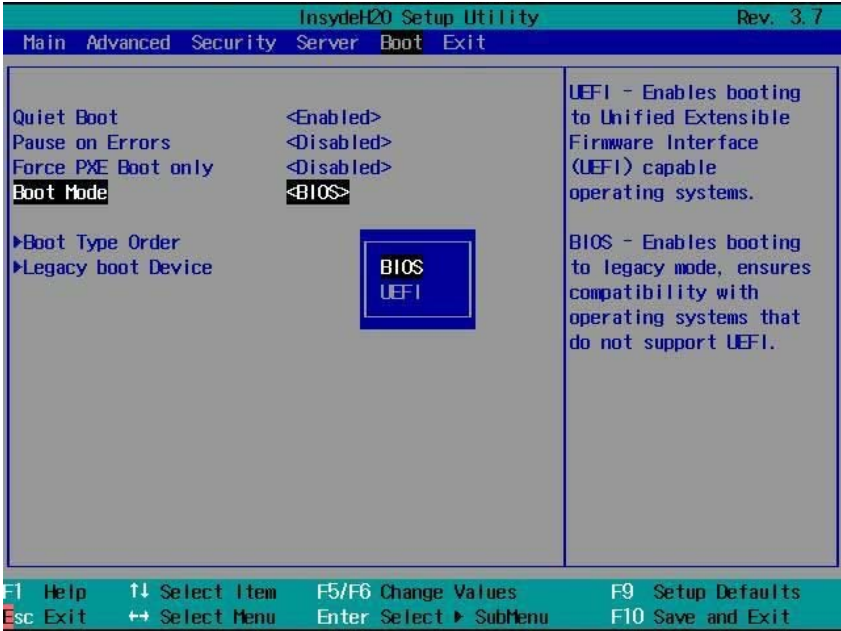 InsydeH2O Setup Utility Rev. 3.7
Main Advanced Security Server Boot Exit
Quiet Boot <Enabled>
Pause on Errors <Disabled>
Force PXE Boot only <Disabled>
Boot Mode <BIOS>
▶Boot Type Order
▶Legacy boot Device
BIOS
UEFI
UEFI - Enables booting
to Unified Extensible
Firmware Interface
(UEFI) capable
operating systems.
BIOS - Enables booting
to legacy mode, ensures
compatibility with
operating systems that
do not support UEFI.
F1 Help ↑↓ Select Item F5/F6 Change Values F9 Setup Defaults
Esc Exit ↔ Select Menu Enter Select ▶ SubMenu F10 Save and Exit